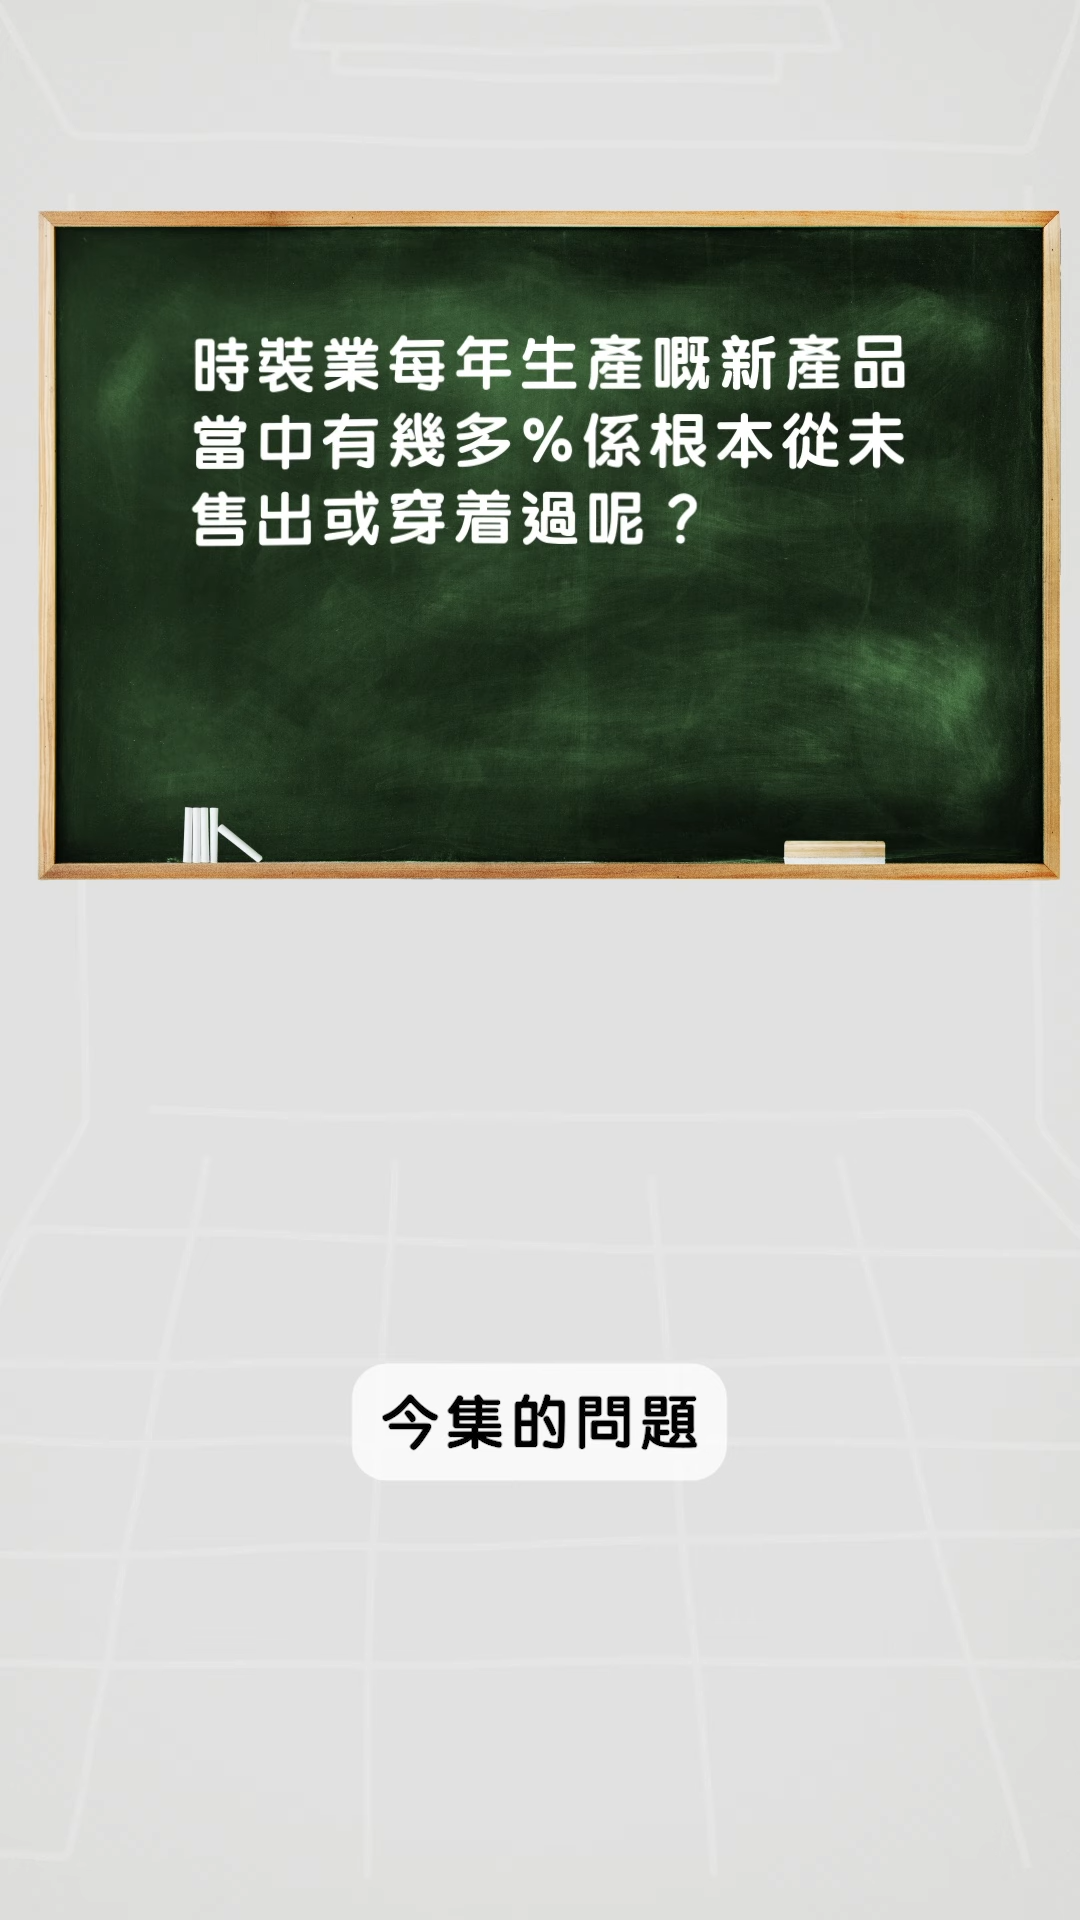 時裝業每年生產嘅新產品
當中有幾多%係根本從未
售出或穿着過呢？
今集的問題